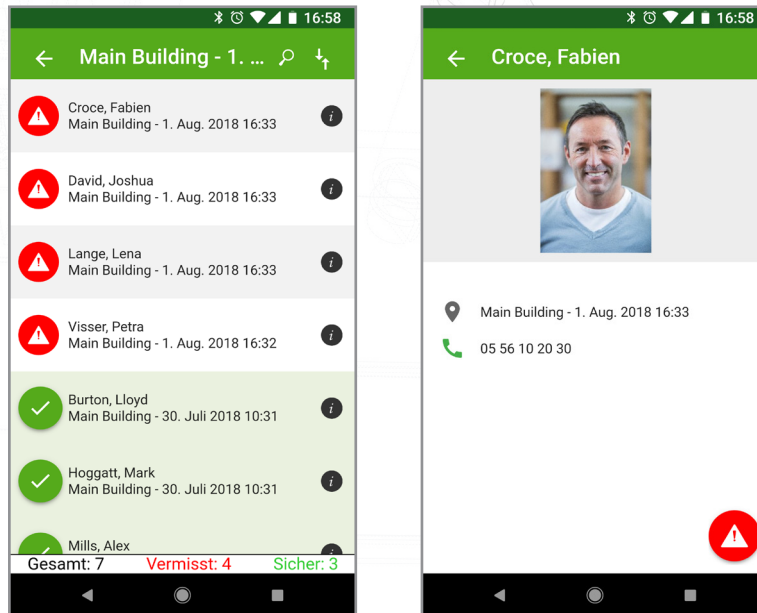 16:58
Main Building - 1. ...
Croce, Fabien
Main Building - 1. Aug. 2018 16:33
David, Joshua
Main Building - 1. Aug. 2018 16:33
Lange, Lena
Main Building - 1. Aug. 2018 16:33
Visser, Petra
Main Building - 1. Aug. 2018 16:32
Burton, Lloyd
Main Building - 30. Juli 2018 10:31
Hoggatt, Mark
Main Building - 30. Juli 2018 10:31
Mills, Alex
Gesamt: 7 Vermisst: 4 Sicher: 3
16:58
Croce, Fabien
Main Building - 1. Aug. 2018 16:33
05 56 10 20 30